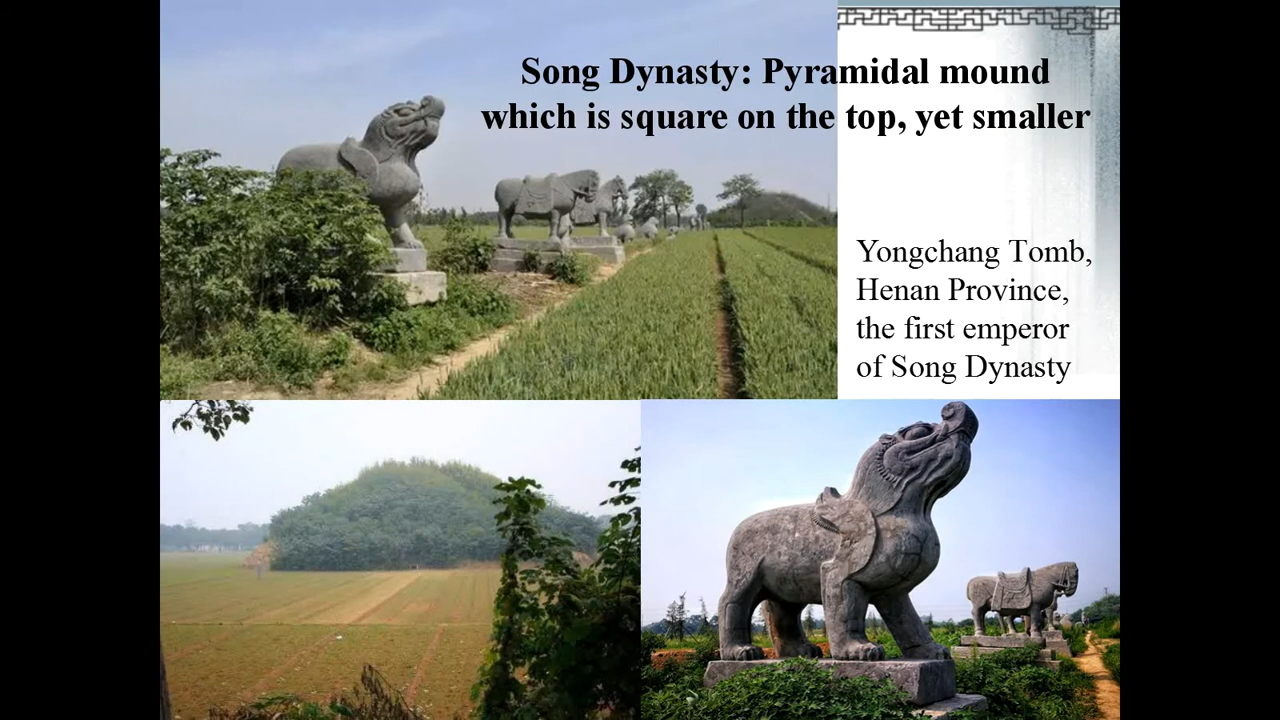 Song Dynasty: Pyramidal mound
which is square on the top, yet smaller
Yongchang Tomb,
Henan Province,
the first emperor
of Song Dynasty